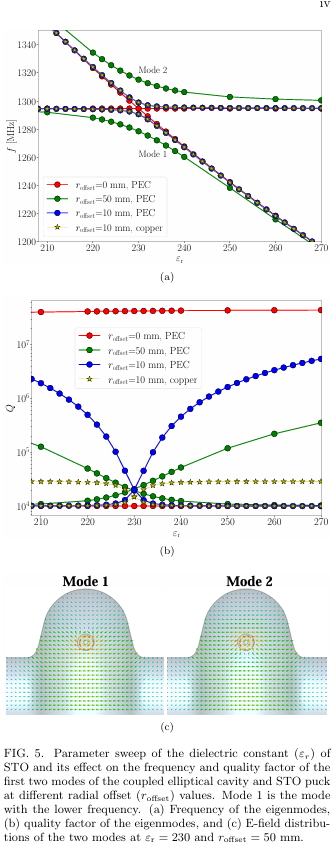 IV
1340
1320
1300
1280
1260
1240
1220
1200
f [MHz]
Mode 2
Mode 1
r_offset=0 mm, PEC
r_offset=50 mm, PEC
r_offset=10 mm, PEC
r_offset=10 mm, copper
210 220 230 240 250 260 270
ε_r
(a)
10^7
10^6
10^5
10^4
Q
r_offset=0 mm, PEC
r_offset=50 mm, PEC
r_offset=10 mm, PEC
r_offset=10 mm, copper
210 220 230 240 250 260 270
ε_r
(b)
Mode 1 Mode 2
(c)
FIG. 5. Parameter sweep of the dielectric constant (ε_r) of
STO and its effect on the frequency and quality factor of the
first two modes of the coupled elliptical cavity and STO puck
at different radial offset (r_offset) values. Mode 1 is the mode
with the lower frequency. (a) Frequency of the eigenmodes,
(b) quality factor of the eigenmodes, and (c) E-field distribu-
tions of the two modes at ε_r = 230 and r_offset = 50 mm.